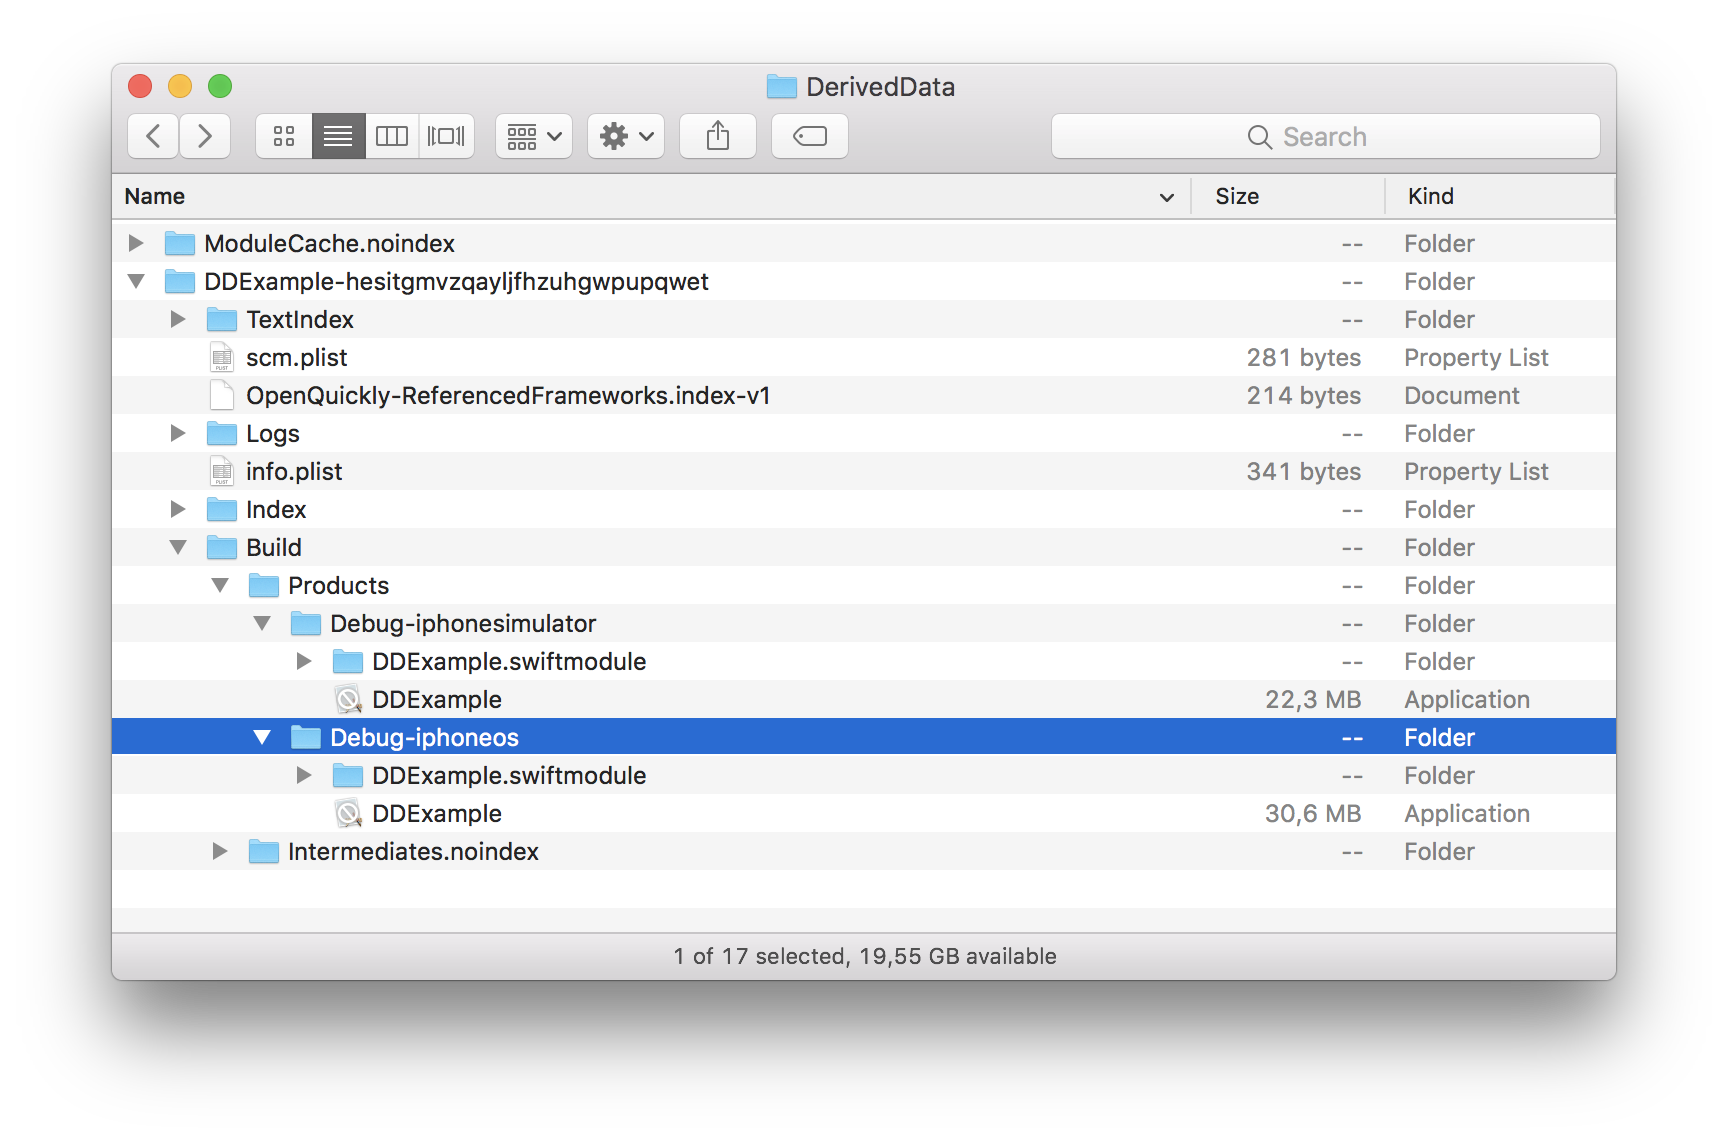 DerivedData
Search
Name Size Kind
ModuleCache.noindex -- Folder
DDExample-hesitgmvzqayljfhzuhgwpupqwet -- Folder
TextIndex -- Folder
scm.plist 281 bytes Property List
OpenQuickly-ReferencedFrameworks.index-v1 214 bytes Document
Logs -- Folder
info.plist 341 bytes Property List
Index -- Folder
Build -- Folder
Products -- Folder
Debug-iphonesimulator -- Folder
DDExample.swiftmodule -- Folder
DDExample 22,3 MB Application
Debug-iphoneos -- Folder
DDExample.swiftmodule -- Folder
DDExample 30,6 MB Application
Intermediates.noindex -- Folder
1 of 17 selected, 19,55 GB available